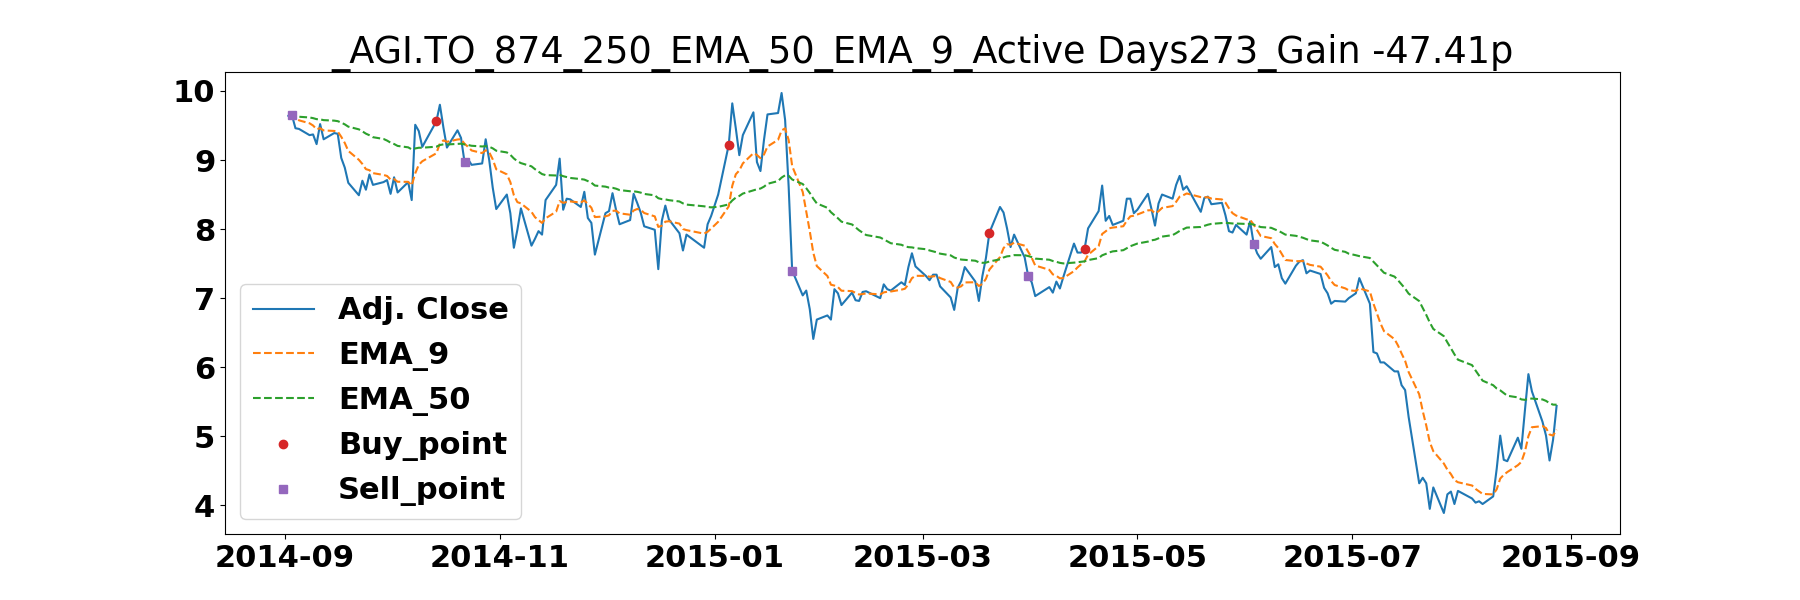 _AGI.TO_874_250_EMA_50_EMA_9_Active Days273_Gain -47.41p
10
9
8
7
6
5
4
Adj. Close
EMA_9
EMA_50
Buy_point
Sell_point
2014-09 2014-11 2015-01 2015-03 2015-05 2015-07 2015-09